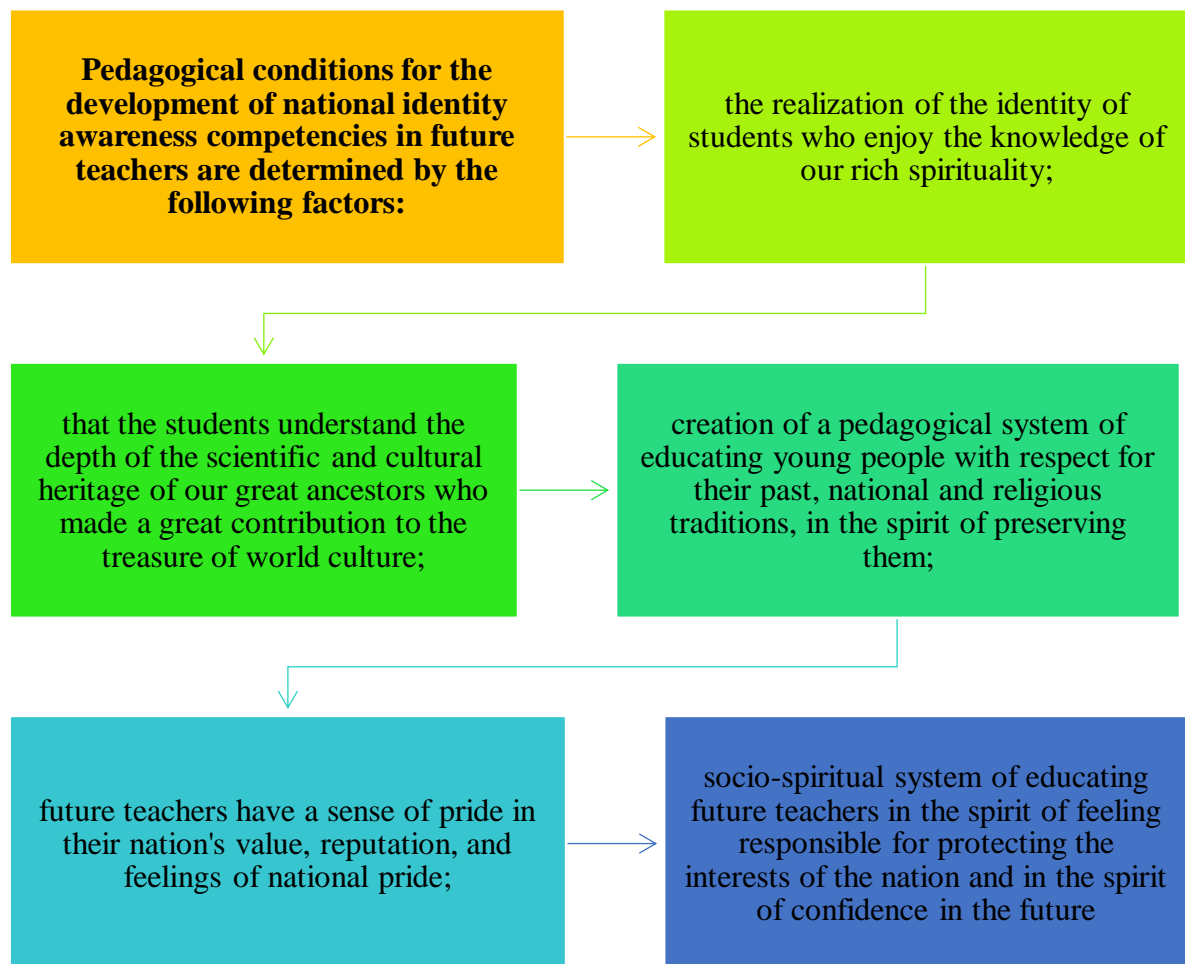 Pedagogical conditions for the
development of national identity
awareness competencies in future
teachers are determined by the
following factors:
the realization of the identity of
students who enjoy the knowledge of
our rich spirituality;
that the students understand the
depth of the scientific and cultural
heritage of our great ancestors who
made a great contribution to the
treasure of world culture;
creation of a pedagogical system of
educating young people with respect for
their past, national and religious
traditions, in the spirit of preserving
them;
future teachers have a sense of pride in
their nation's value, reputation, and
feelings of national pride;
socio-spiritual system of educating
future teachers in the spirit of feeling
responsible for protecting the
interests of the nation and in the spirit
of confidence in the future